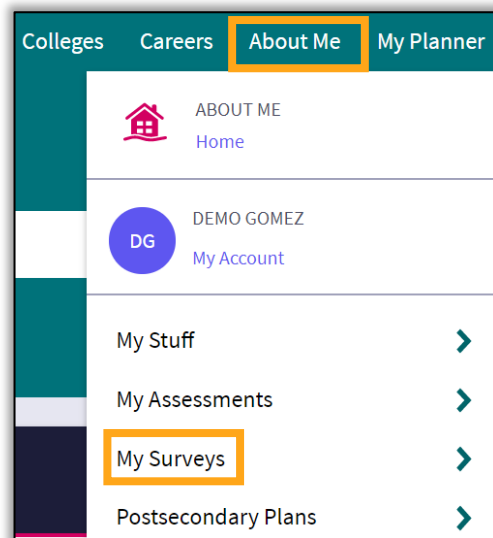 Colleges Careers About Me My Planner
ABOUT ME
Home
DEMO GOMEZ
DG
My Account
My Stuff
My Assessments
My Surveys
Postsecondary Plans